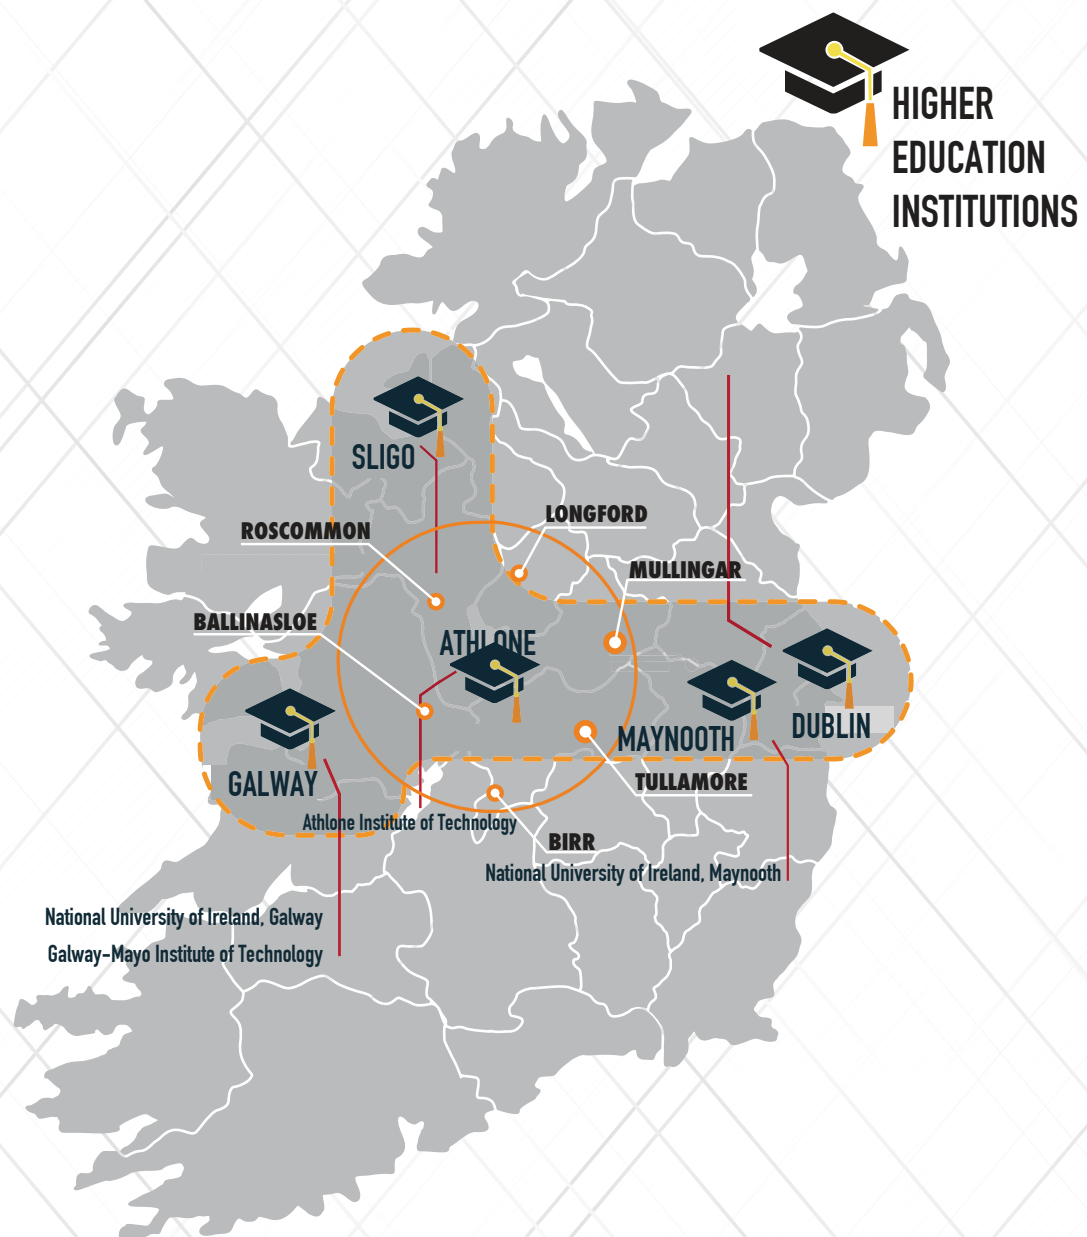 HIGHER
EDUCATION
INSTITUTIONS
SLIGO
LONGFORD
ROSCOMMON
MULLINGAR
BALLINASLOE
ATHLONE
DUBLIN
MAYNOOTH
GALWAY
TULLAMORE
Athlone Institute of Technology
BIRR
National University of Ireland, Maynooth
National University of Ireland, Galway
Galway-Mayo Institute of Technology